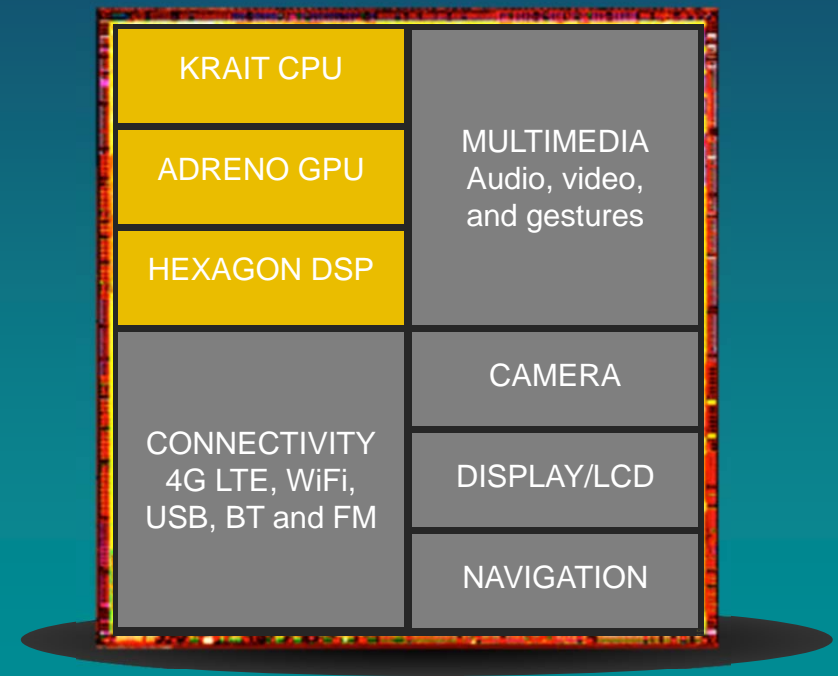 KRAIT CPU
ADRENO GPU
HEXAGON DSP
CONNECTIVITY
4G LTE, WiFi,
USB, BT and FM
MULTIMEDIA
Audio, video,
and gestures
CAMERA
DISPLAY/LCD
NAVIGATION